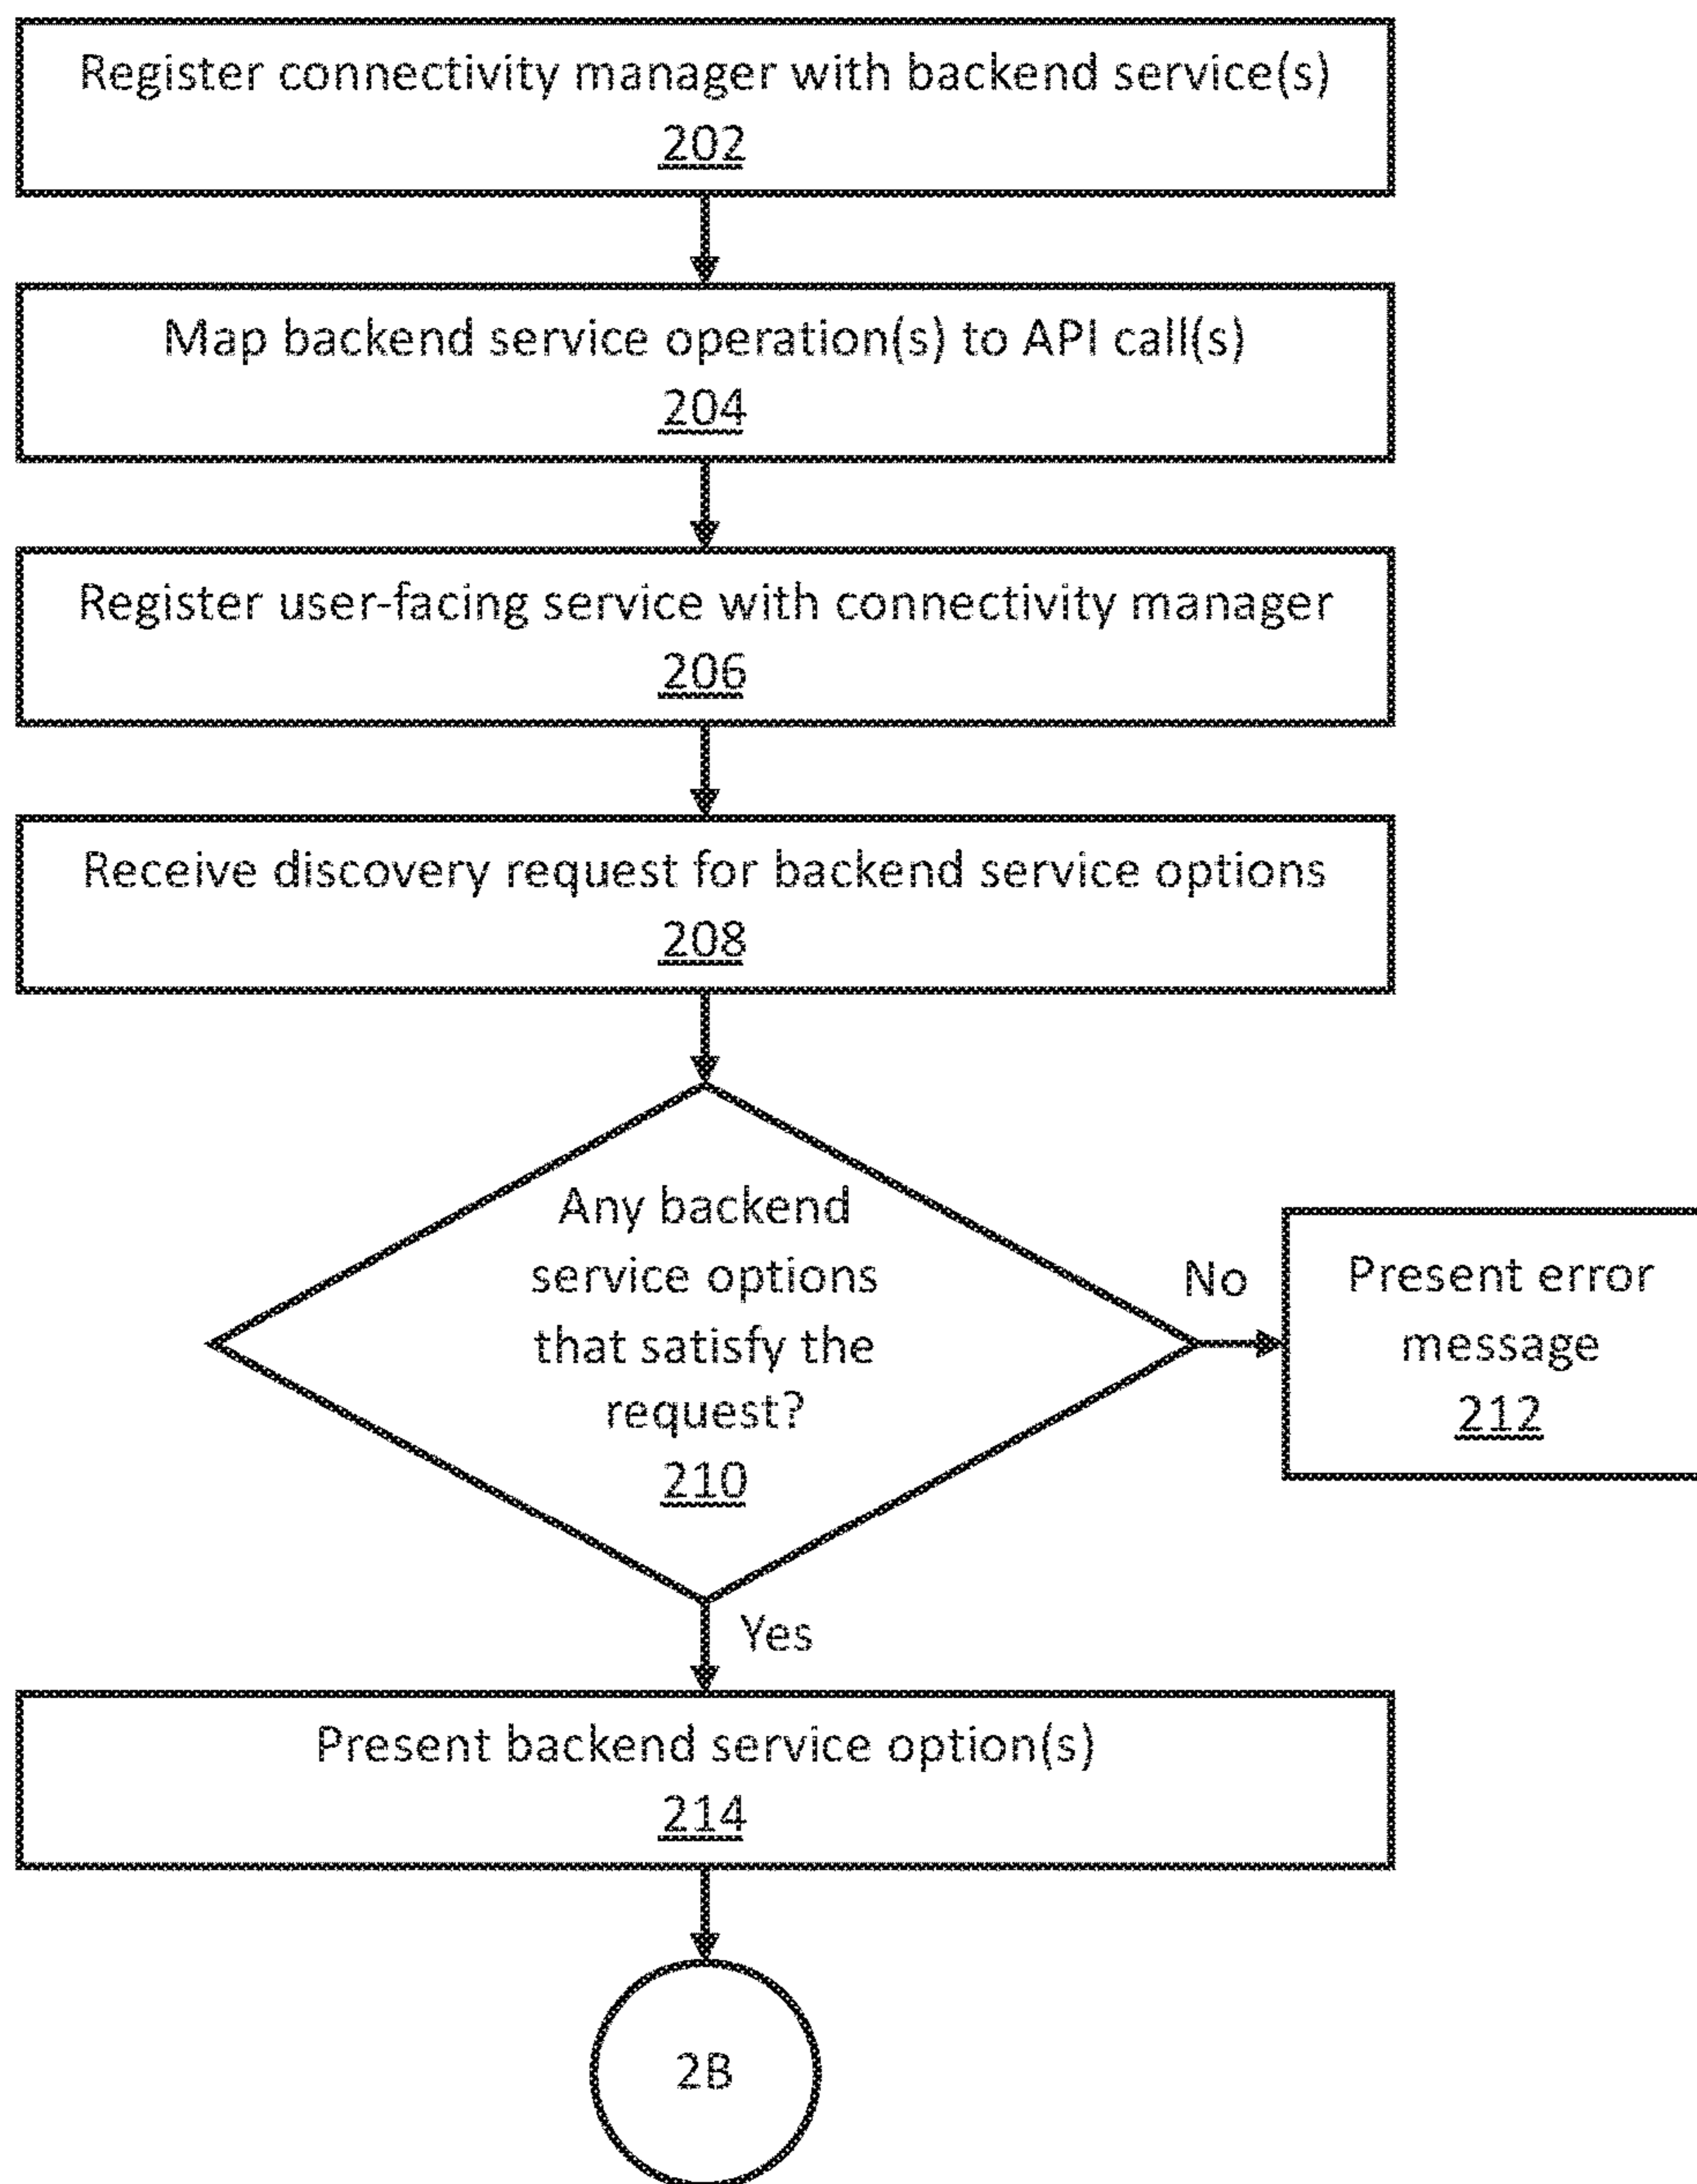 Register connectivity manager with backend service(s)
202
Map backend service operation(s) to API call(s)
204
Register user-facing service with connectivity manager
206
Receive discovery request for backend service options
208
Any backend
service options
that satisfy the
request?
210
No
Present error
message
212
Yes
Present backend service option(s)
214
2B